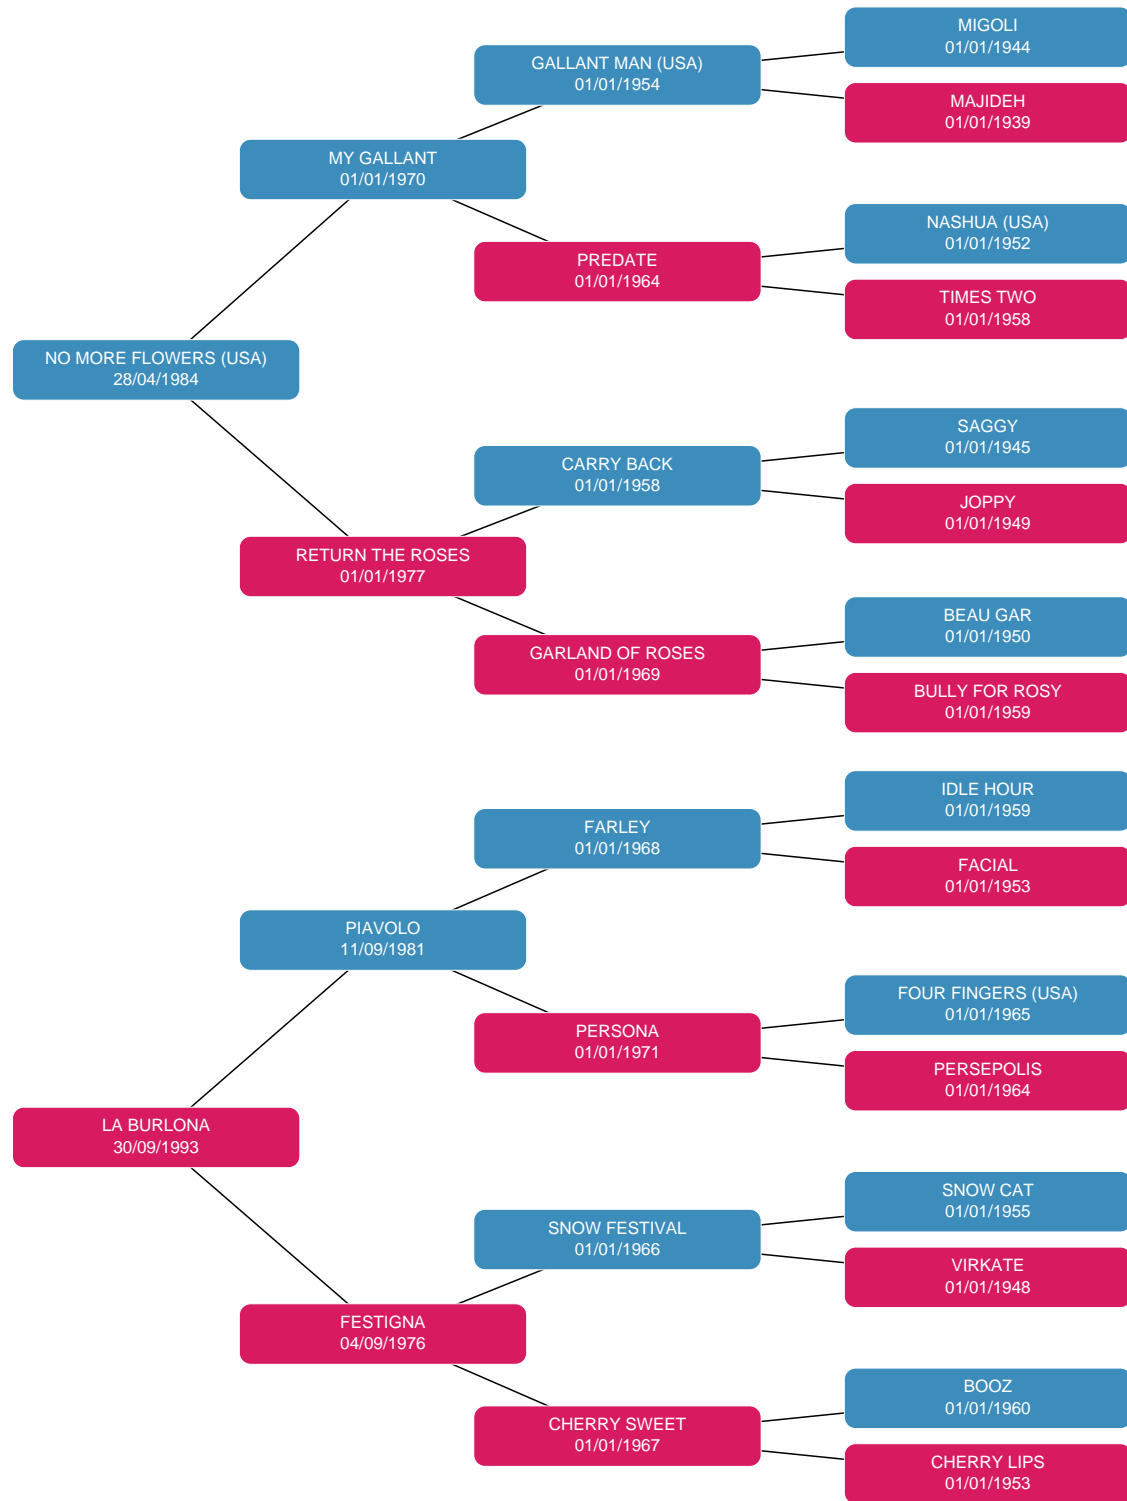 MIGOLI
01/01/1944
GALLANT MAN (USA)
01/01/1954
MAJIDEH
01/01/1939
MY GALLANT
01/01/1970
NASHUA (USA)
01/01/1952
PREDATE
01/01/1964
TIMES TWO
01/01/1958
NO MORE FLOWERS (USA)
28/04/1984
SAGGY
01/01/1945
CARRY BACK
01/01/1958
JOPPY
01/01/1949
RETURN THE ROSES
01/01/1977
BEAU GAR
01/01/1950
GARLAND OF ROSES
01/01/1969
BULLY FOR ROSY
01/01/1959
IDLE HOUR
01/01/1959
FARLEY
01/01/1968
FACIAL
01/01/1953
PIAVOLO
11/09/1981
FOUR FINGERS (USA)
01/01/1965
PERSONA
01/01/1971
PERSEPOLIS
01/01/1964
LA BURLONA
30/09/1993
SNOW CAT
01/01/1955
SNOW FESTIVAL
01/01/1966
VIRKATE
01/01/1948
FESTIGNA
04/09/1976
BOOZ
01/01/1960
CHERRY SWEET
01/01/1967
CHERRY LIPS
01/01/1953